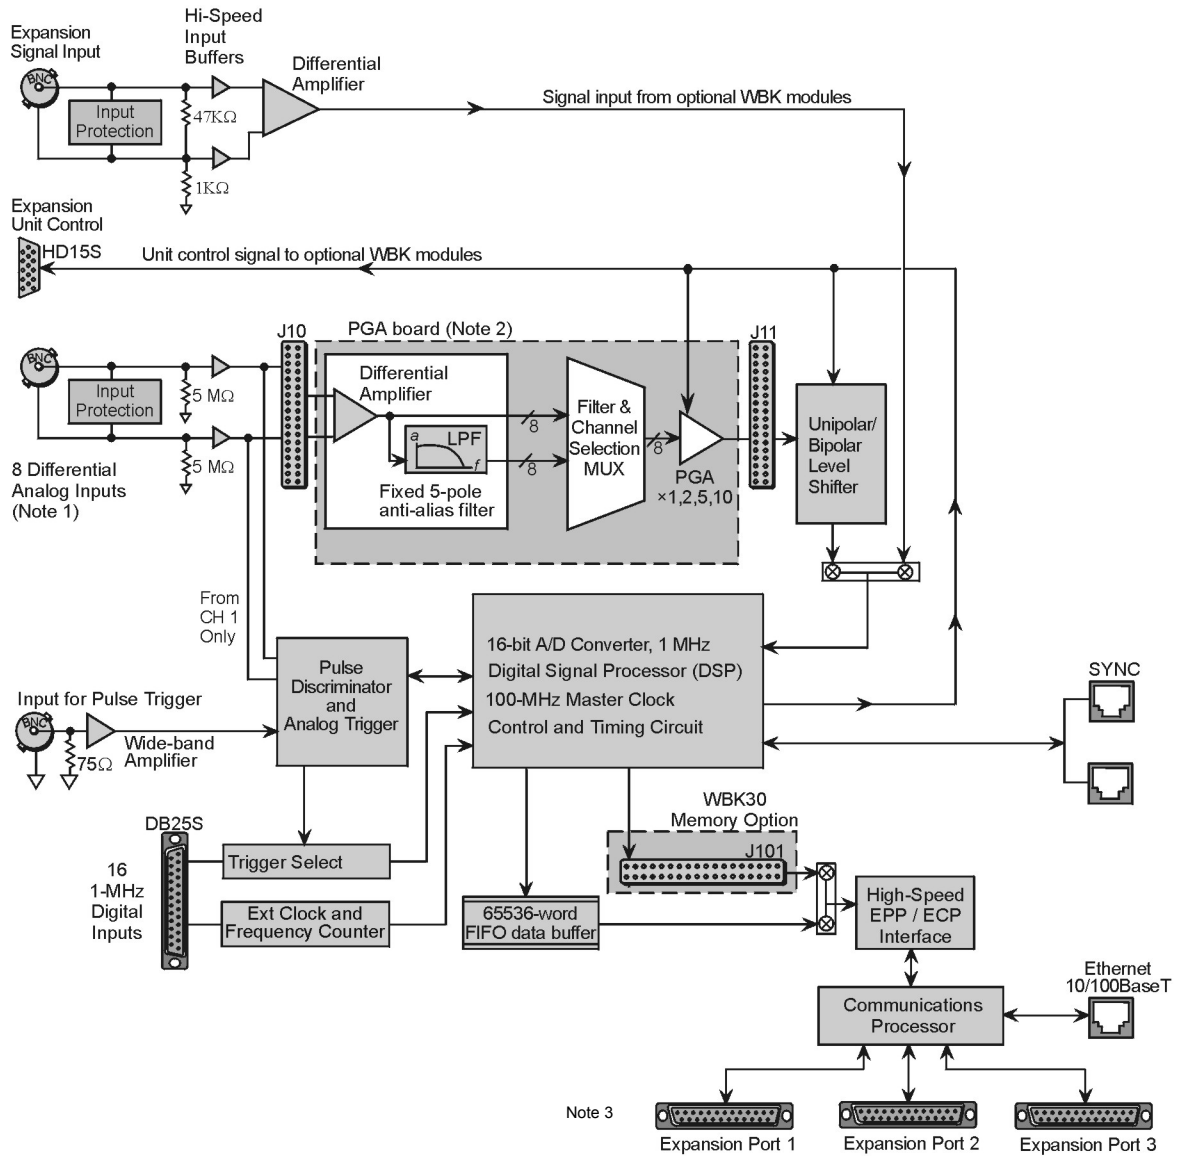 Expansion
Signal Input
BNC
Input
Protection
Hi-Speed
Input
Buffers
47KΩ
1KΩ
Differential
Amplifier
Signal input from optional WBK modules
Expansion
Unit Control
HD15S
Unit control signal to optional WBK modules
BNC
Input
Protection
5 MΩ
5 MΩ
8 Differential
Analog Inputs
(Note 1)
J10
PGA board (Note 2)
Differential
Amplifier
a
LPF
f
Fixed 5-pole
anti-alias filter
8
8
Filter &
Channel
Selection
MUX
8
PGA
×1,2,5,10
J11
Unipolar/
Bipolar
Level
Shifter
From
CH 1
Only
Input for Pulse Trigger
BNC
75Ω
Wide-band
Amplifier
Pulse
Discriminator
and
Analog Trigger
16-bit A/D Converter, 1 MHz
Digital Signal Processor (DSP)
100-MHz Master Clock
Control and Timing Circuit
SYNC
DB25S
16
1-MHz
Digital
Inputs
Trigger Select
Ext Clock and
Frequency Counter
WBK30
Memory Option
J101
65536-word
FIFO data buffer
High-Speed
EPP / ECP
Interface
Communications
Processor
Ethernet
10/100BaseT
Note 3
Expansion Port 1
Expansion Port 2
Expansion Port 3